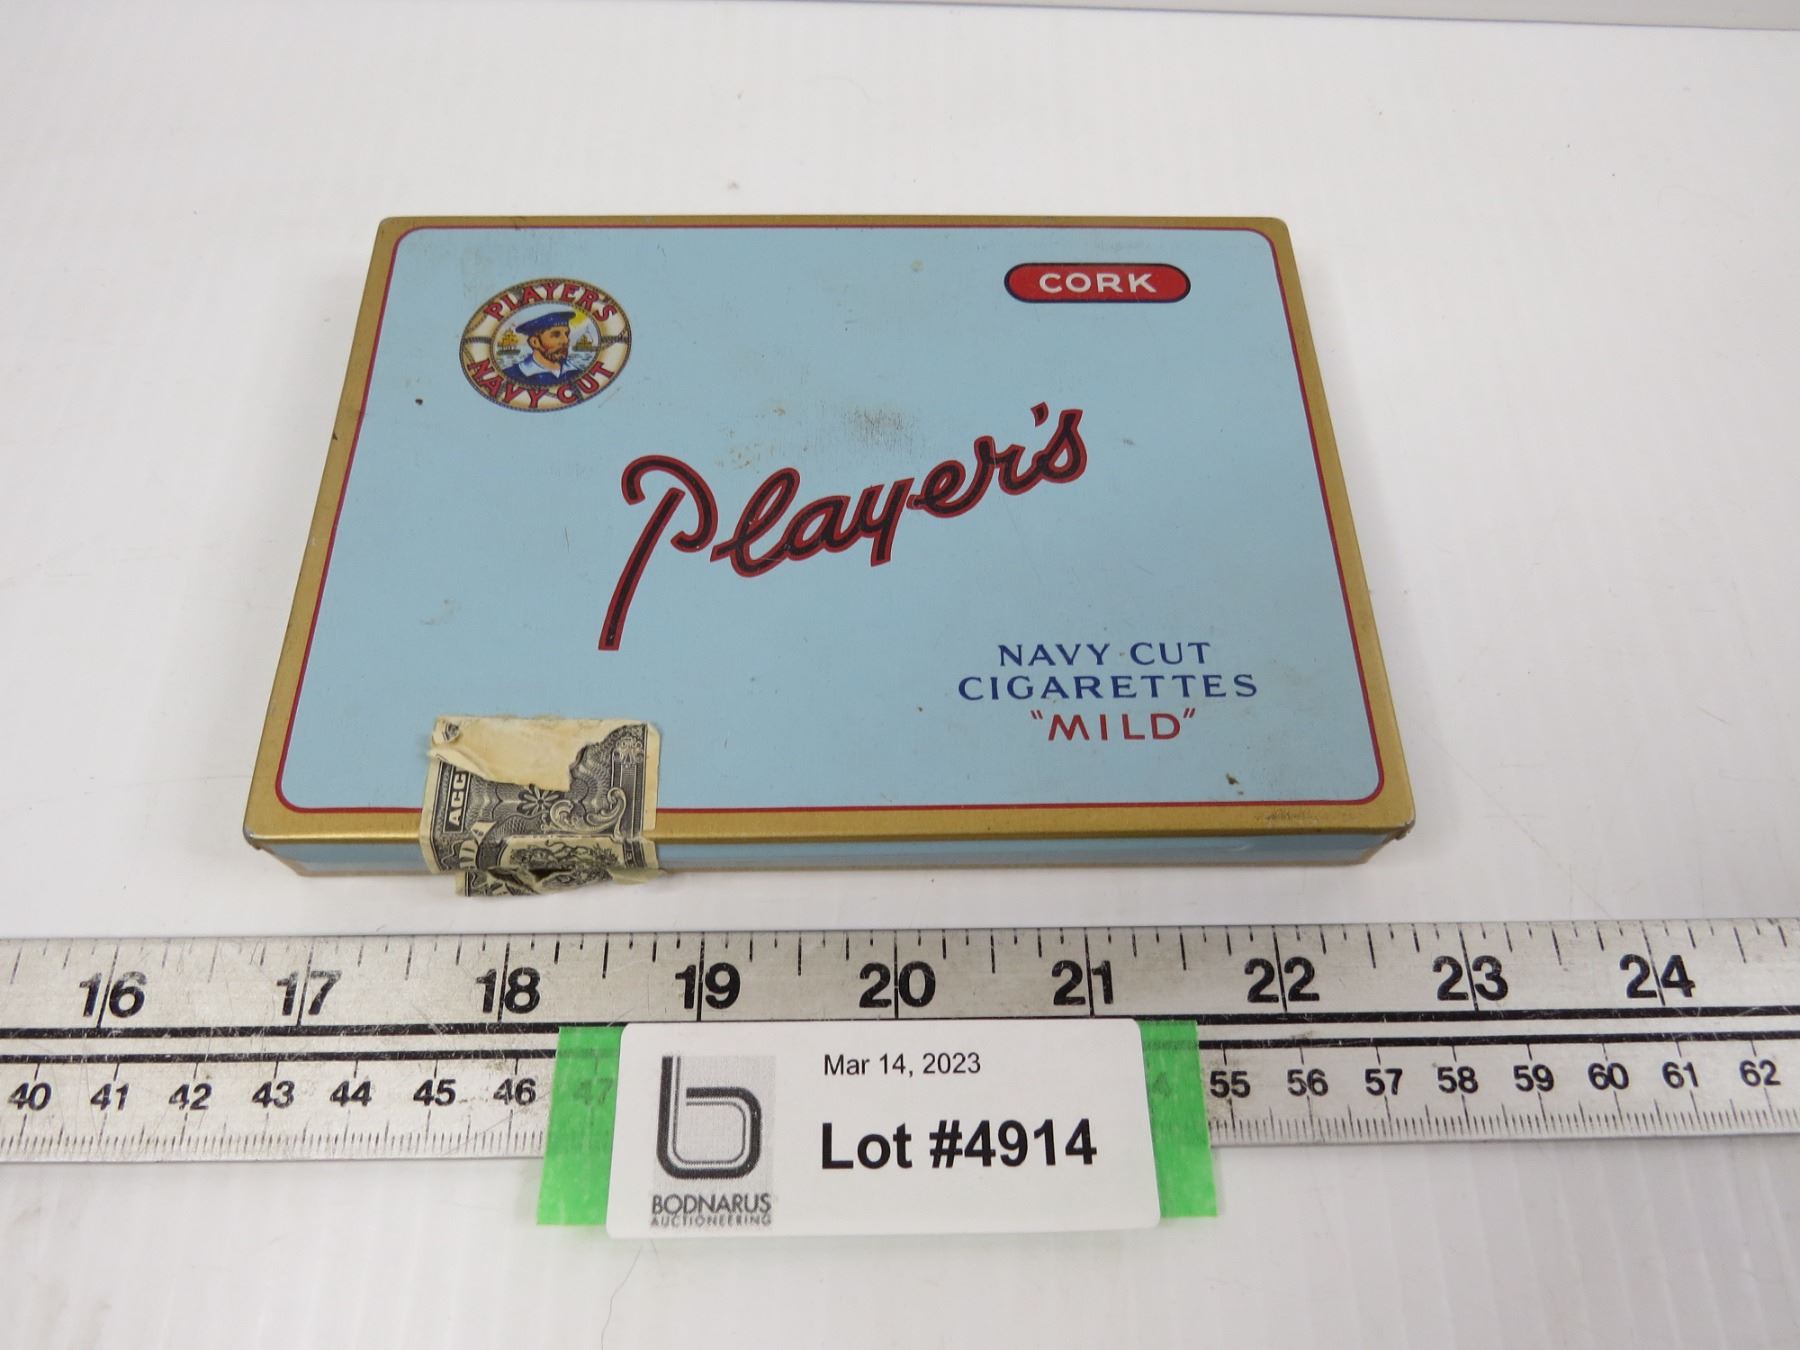 PLAYER'S
NAVY CUT
CORK
Player's
NAVY CUT
CIGARETTES
"MILD"
ACC
16 17 18 19 20 21 22 23 24
40 41 42 43 44 45 46 47 55 56 57 58 59 60 61 62
Mar 14, 2023
Lot #4914
BODNARUS
AUCTIONEERING